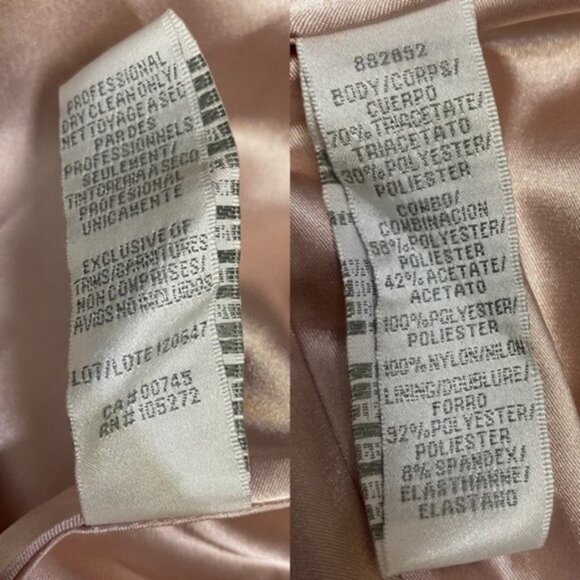 PROFESSIONAL
DRY CLEAN ONLY/
NETTOYAGE A SEC
PAR DES
PROFESSIONNELS
SEULEMENT/
TINTORERIA A SECO
PROFESIONAL
UNICAMENTE
EXCLUSIVE OF
TRIMS/GARNITURES
NON COMPRISES/
AVIOS NO INCLUIDOS
LOT/LOTE 120647
CA# 00745
RN# 105272
882852
BODY/CORPS/
CUERPO
70% TRIACETATE/
TRIACETATO
30% POLYESTER/
POLIESTER
COMBO/
COMBINACION
58% POLYESTER/
POLIESTER
42% ACETATE/
ACETATO
100% POLYESTER/
POLIESTER
100% NYLON/NILON
LINING/DOUBLURE/
FORRO
92% POLYESTER/
POLIESTER
8% SPANDEX/
ELASTHANNE/
ELASTANO